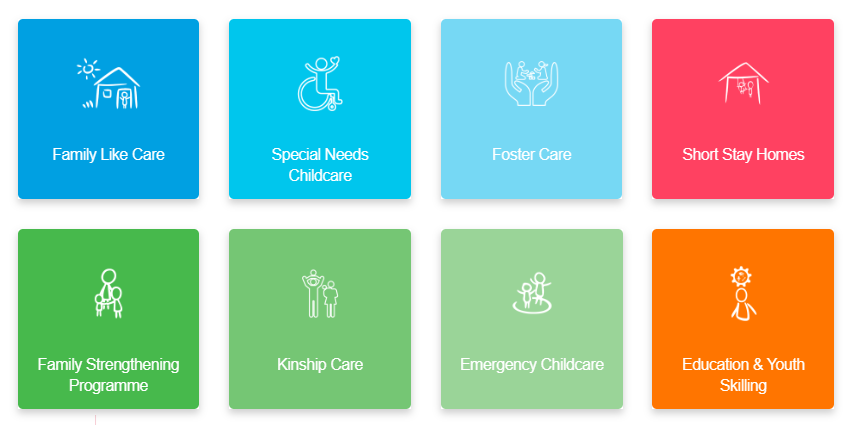 Family Like Care
Special Needs
Childcare
Foster Care
Short Stay Homes
Family Strengthening
Programme
Kinship Care
Emergency Childcare
Education & Youth
Skilling